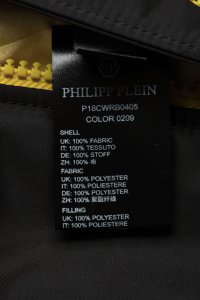 PHILIPP PLEIN
P18CWRB0405
COLOR 0209
SHELL
UK: 100% FABRIC
IT: 100% TESSUTO
DE: 100% STOFF
ZH: 100% 布
FABRIC
UK: 100% POLYESTER
IT: 100% POLIESTERE
DE: 100% POLYESTER
ZH: 100% 聚酯纤维
FILLING
UK: 100% POLYESTER
IT: 100% POLIESTERE